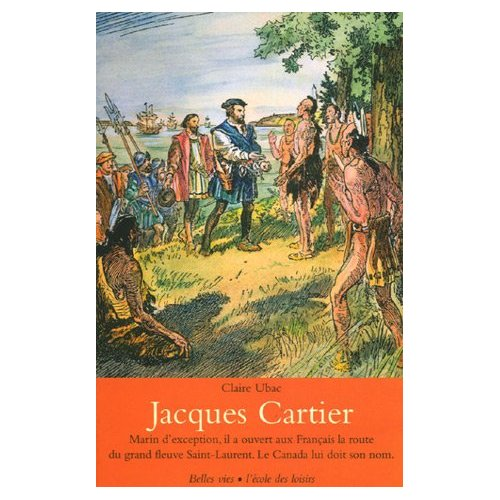 Claire Ubac
Jacques Cartier
Marin d'exception, il a ouvert aux Français la route
du grand fleuve Saint-Laurent. Le Canada lui doit son nom.
Belles vies • l'école des loisirs